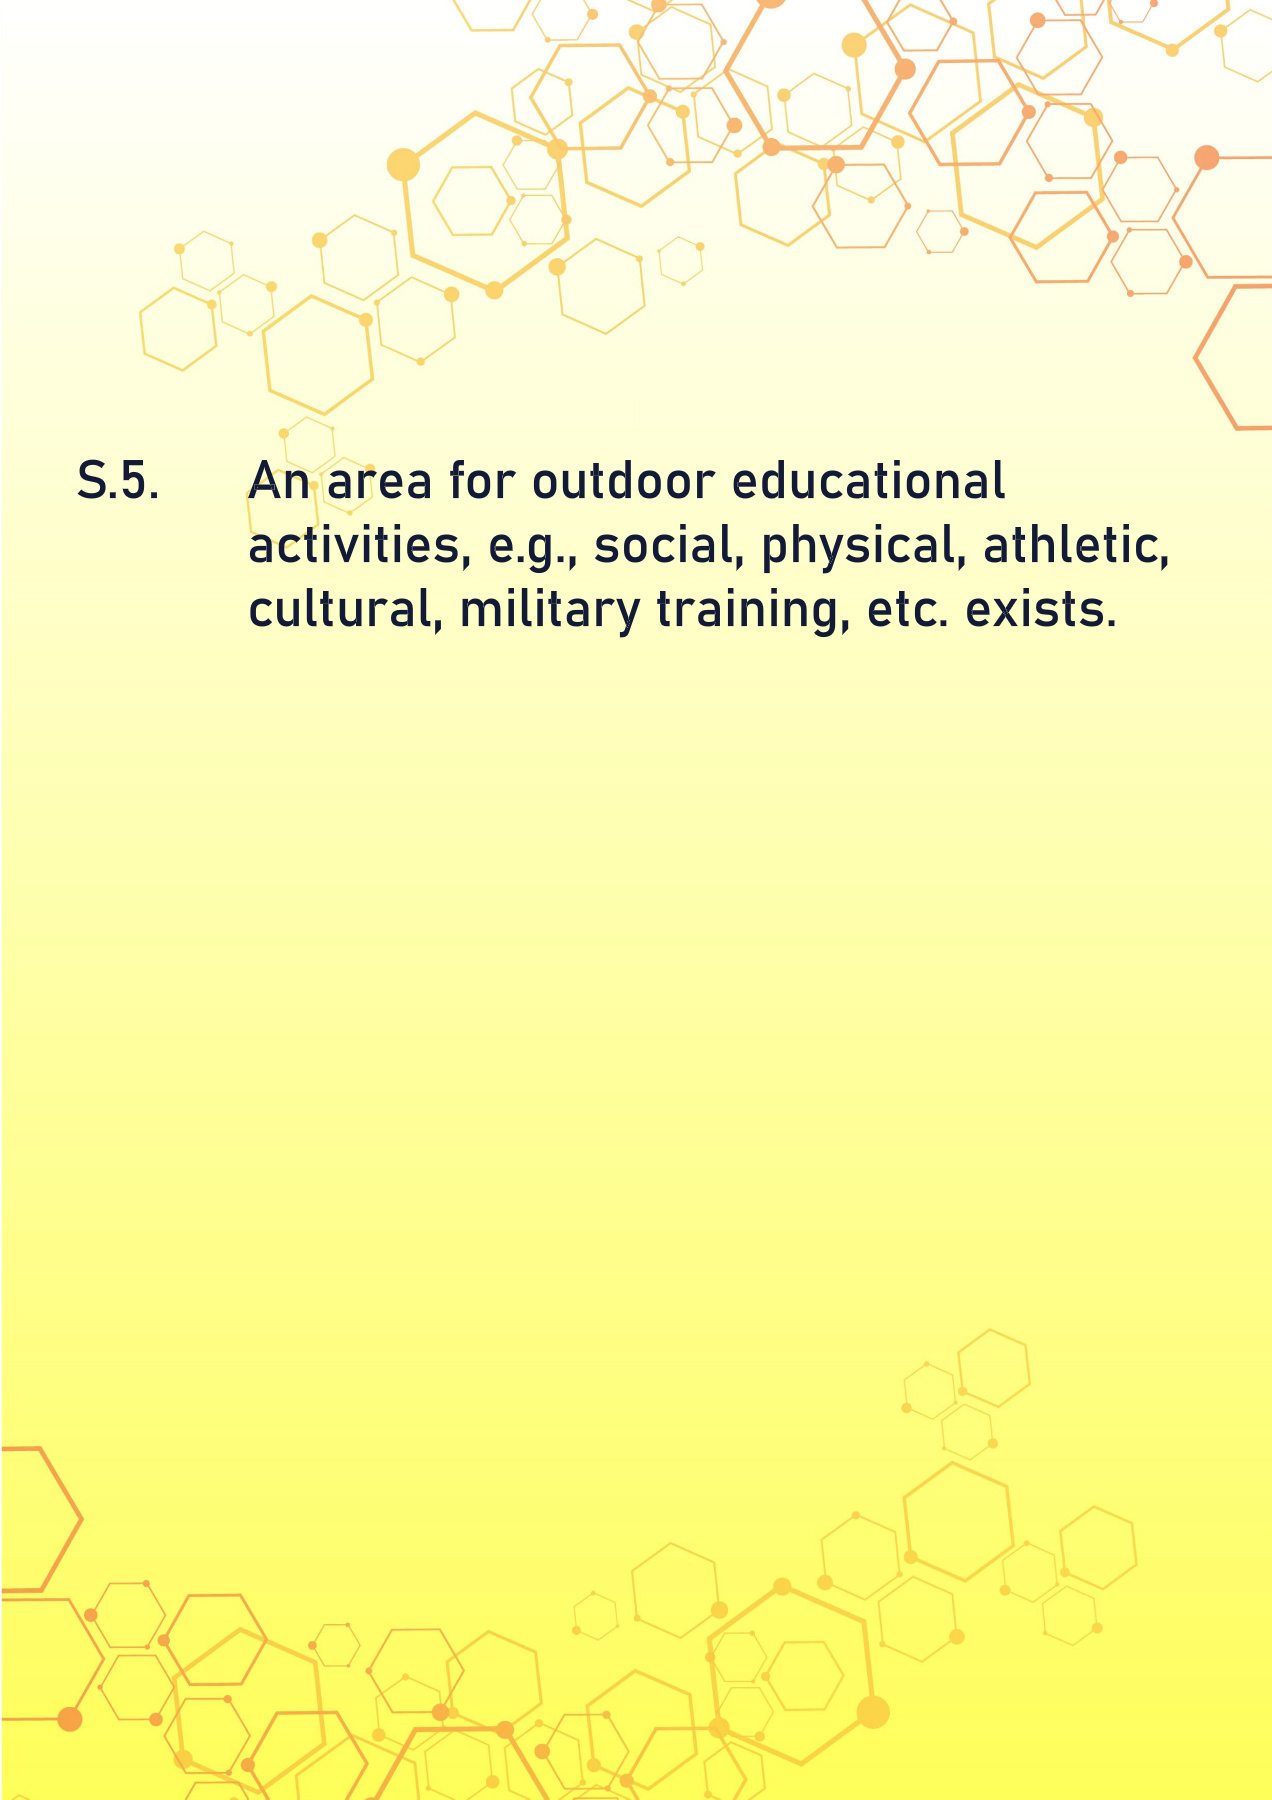 S.5. An area for outdoor educational
activities, e.g., social, physical, athletic,
cultural, military training, etc. exists.